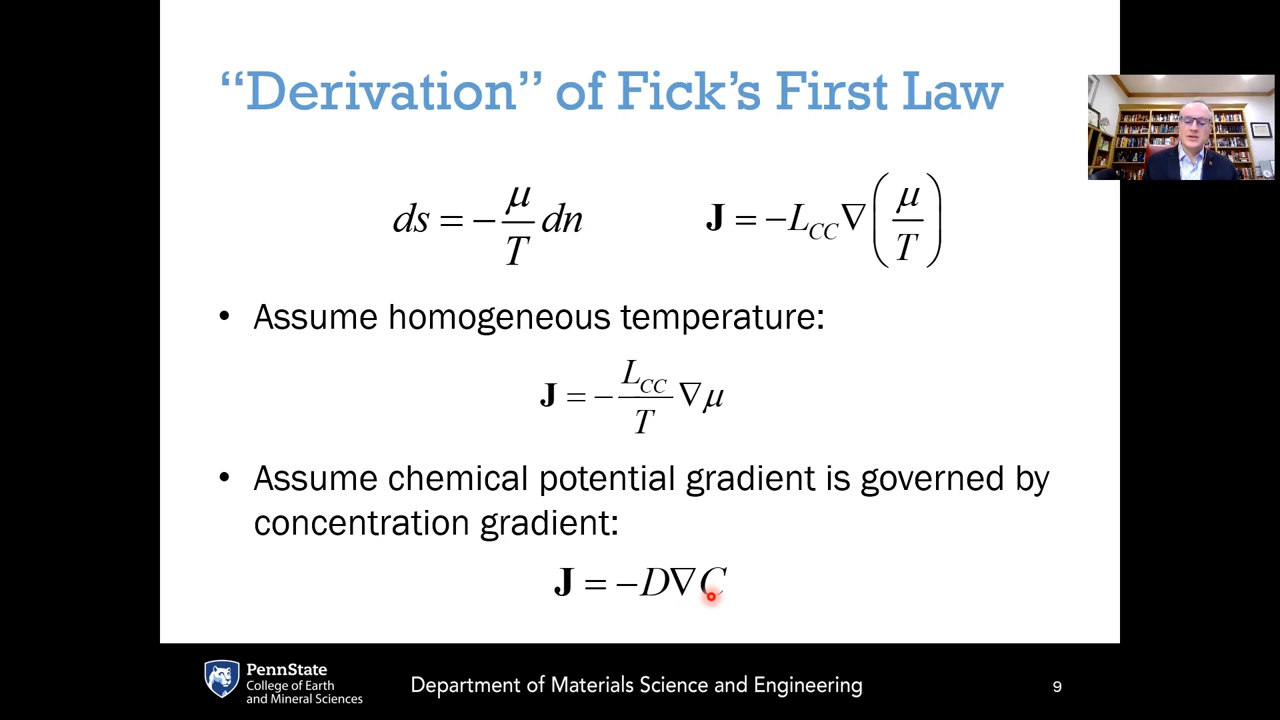 “Derivation” of Fick’s First Law
ds = −μ/T dn
J = −L_CC ∇(μ/T)
• Assume homogeneous temperature:
J = −L_CC/T ∇μ
• Assume chemical potential gradient is governed by
concentration gradient:
J = −D∇C
PennState
College of Earth
and Mineral Sciences
Department of Materials Science and Engineering
9